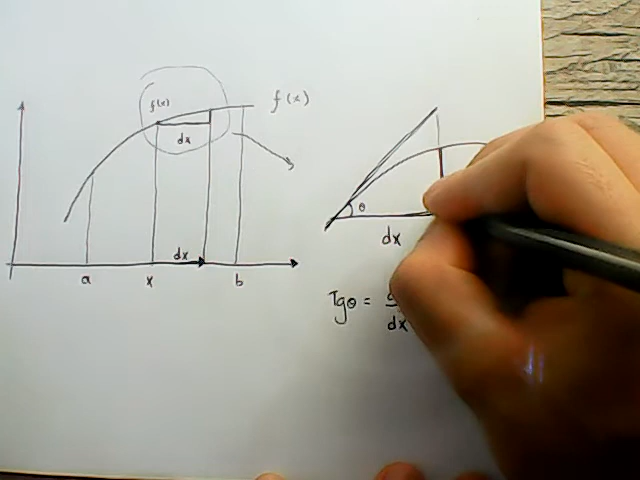 f(x)
f(x)
dx
dx
a
x
b
θ
dx
Tgθ =
dx